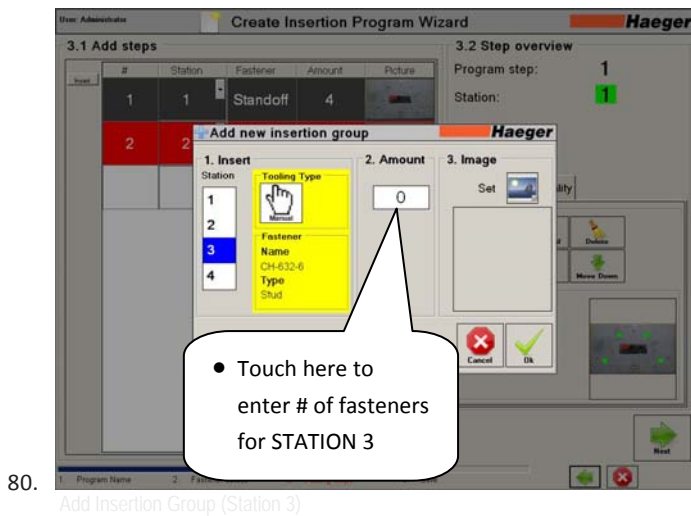 User: Administrator
Create Insertion Program Wizard
Haeger
3.1 Add steps
# Station Fastener Amount Picture
Insert
1 1 Standoff 4
2 2
3.2 Step overview
Program step: 1
Station: 1
Add new insertion group
Haeger
1. Insert
Station
1
2
3
4
Tooling Type
Manual
Fastener
Name
CH-632-6
Type
Stud
2. Amount
0
3. Image
Set
Cancel
Ok
Delete
Move Down
• Touch here to
enter # of fasteners
for STATION 3
Next
1. Program Name
80.
Add Insertion Group (Station 3)